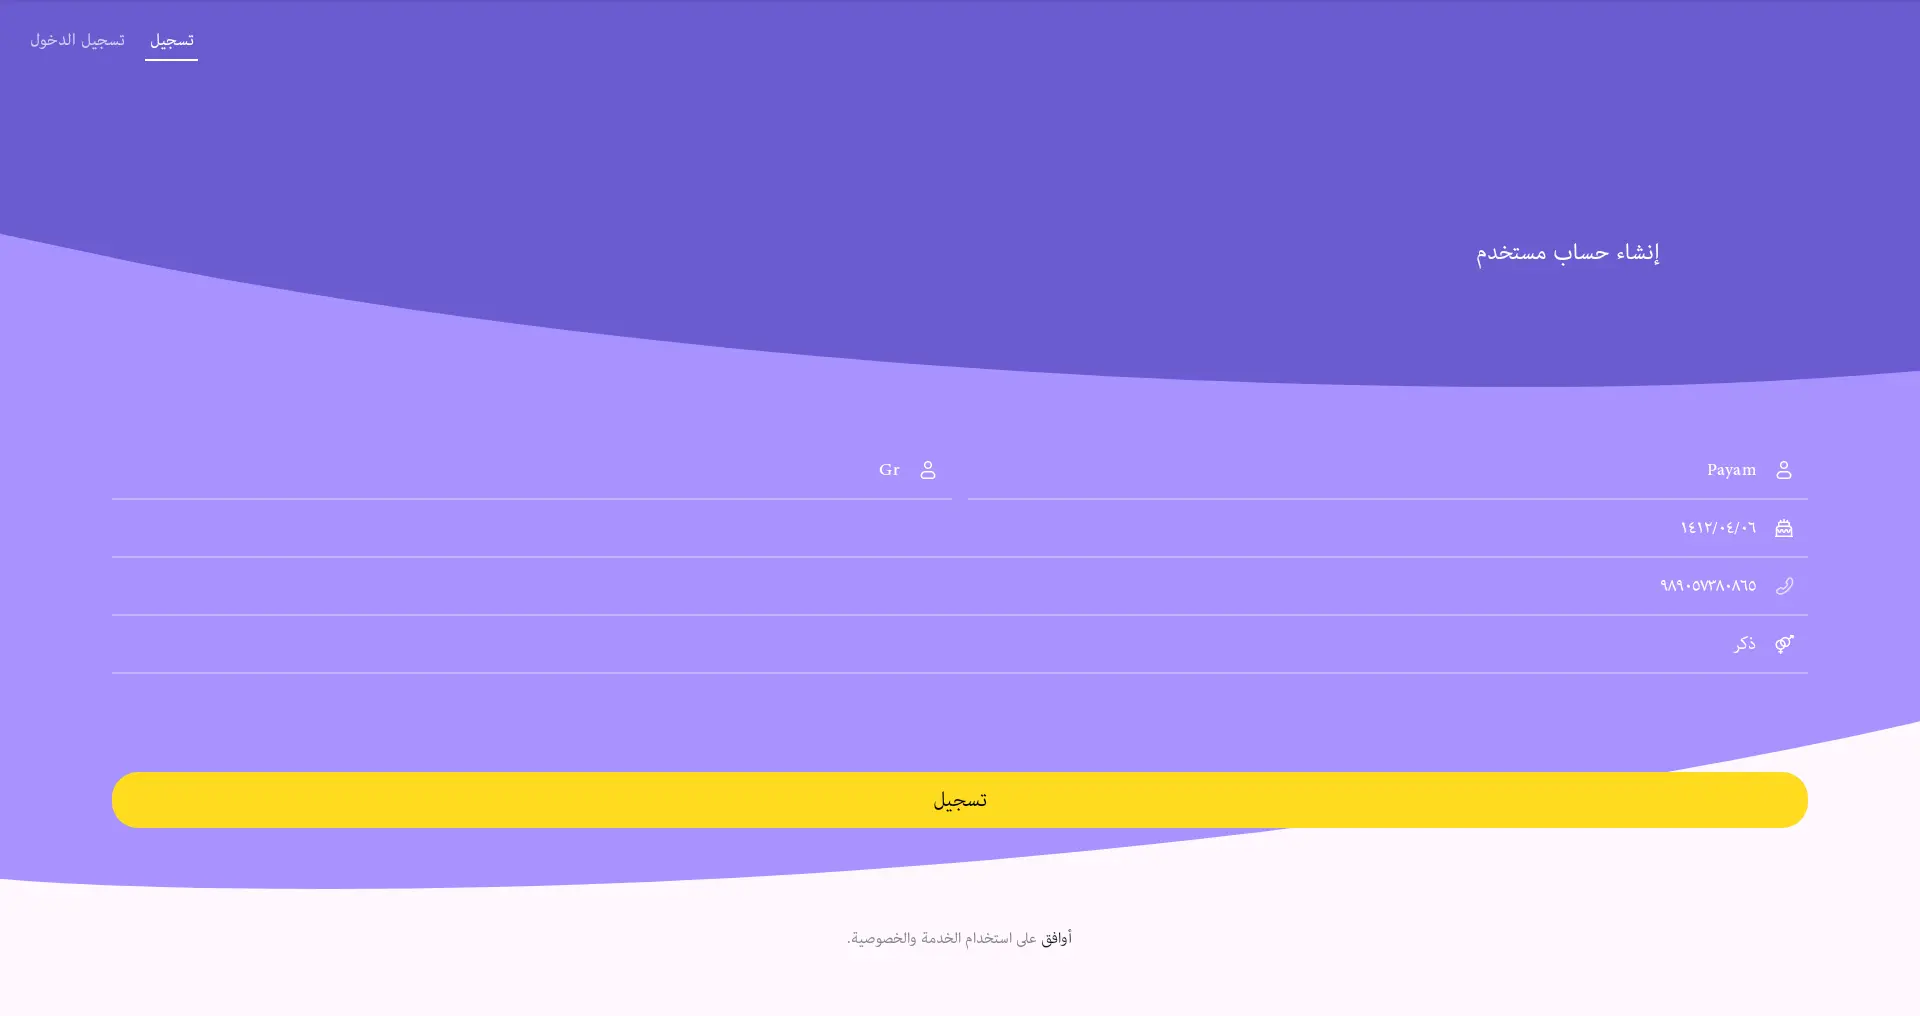 تسجيل
تسجيل الدخول
إنشاء حساب مستخدم
Payam
Gr
١٤١٢/٠٤/٠٦
٩٨٩٠٥٧٣٨٠٨٦٥
ذكر
تسجيل
أوافق على استخدام الخدمة والخصوصية.